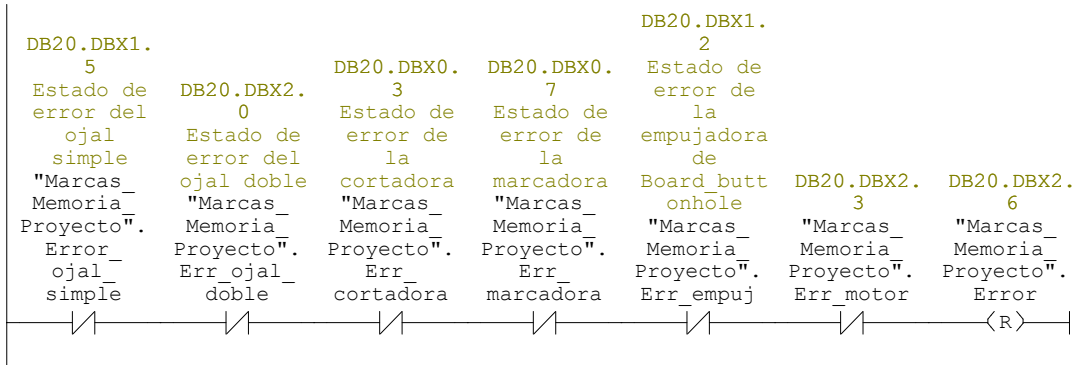 DB20.DBX1.
5
Estado de
error del
ojal
simple
"Marcas_
Memoria_
Proyecto".
Error_
ojal_
simple
DB20.DBX2.
0
Estado de
error del
ojal doble
"Marcas_
Memoria_
Proyecto".
Err_ojal_
doble
DB20.DBX0.
3
Estado de
error de
la
cortadora
"Marcas_
Memoria_
Proyecto".
Err_
cortadora
DB20.DBX0.
7
Estado de
error de
la
marcadora
"Marcas_
Memoria_
Proyecto".
Err_
marcadora
DB20.DBX1.
2
Estado de
error de
la
empujadora
de
Board_butt
onhole
"Marcas_
Memoria_
Proyecto".
Err_empuj
DB20.DBX2.
3
"Marcas_
Memoria_
Proyecto".
Err_motor
DB20.DBX2.
6
"Marcas_
Memoria_
Proyecto".
Error
R